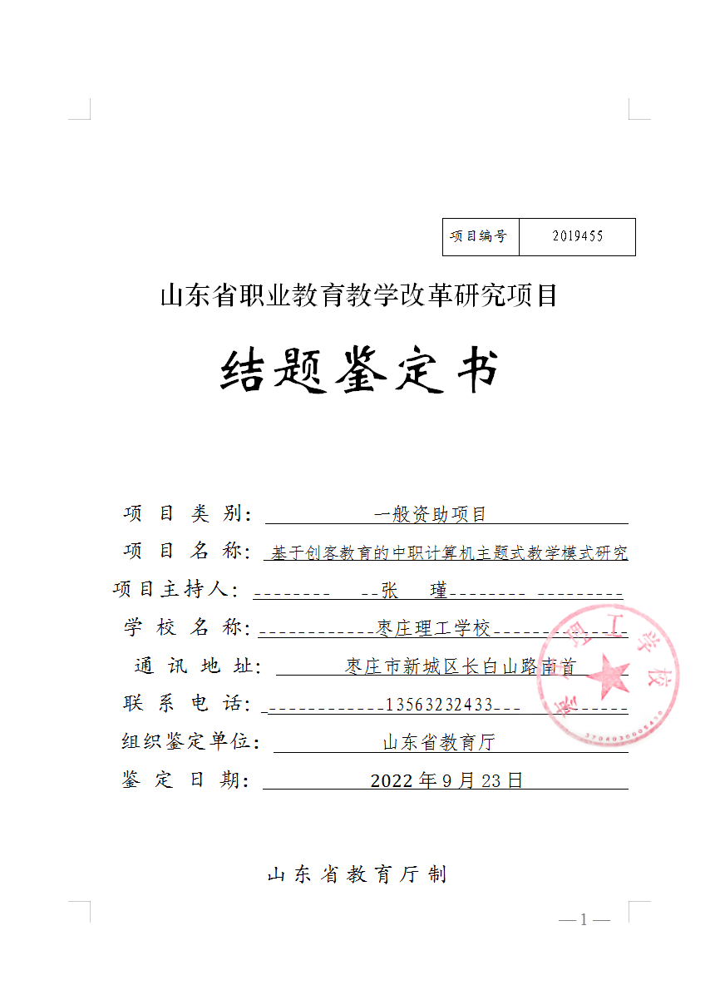 项目编号 2019455
山东省职业教育教学改革研究项目
结题鉴定书
项目类别：一般资助项目
项目名称：基于创客教育的中职计算机主题式教学模式研究
项目主持人：张 瑾
学校名称：枣庄理工学校
通讯地址：枣庄市新城区长白山路南首
联系电话：13563232433
组织鉴定单位：山东省教育厅
鉴定日期：2022年9月23日
枣庄理工学校
山东省教育厅制
— 1 —